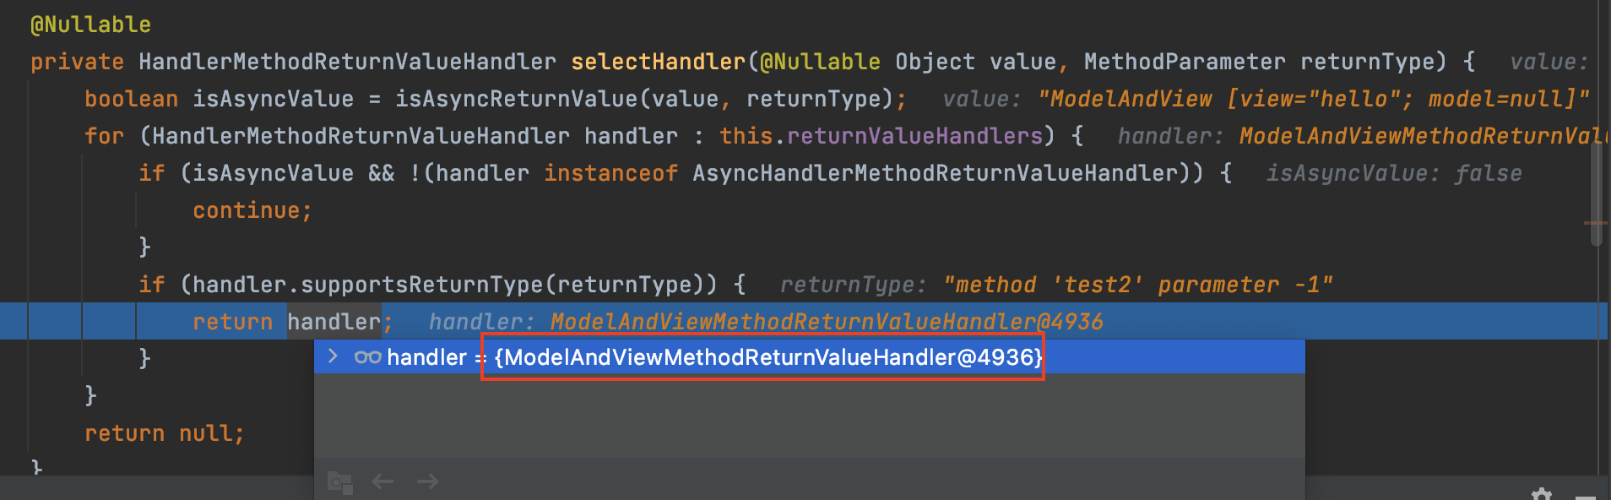 @Nullable
private HandlerMethodReturnValueHandler selectHandler(@Nullable Object value, MethodParameter returnType) {   value:
boolean isAsyncValue = isAsyncReturnValue(value, returnType);   value: "ModelAndView [view="hello"; model=null]"
for (HandlerMethodReturnValueHandler handler : this.returnValueHandlers) {   handler: ModelAndViewMethodReturnVal
if (isAsyncValue && !(handler instanceof AsyncHandlerMethodReturnValueHandler)) {   isAsyncValue: false
continue;
}
if (handler.supportsReturnType(returnType)) {   returnType: "method 'test2' parameter -1"
return handler;   handler: ModelAndViewMethodReturnValueHandler@4936
} handler = {ModelAndViewMethodReturnValueHandler@4936}
}
return null;
}